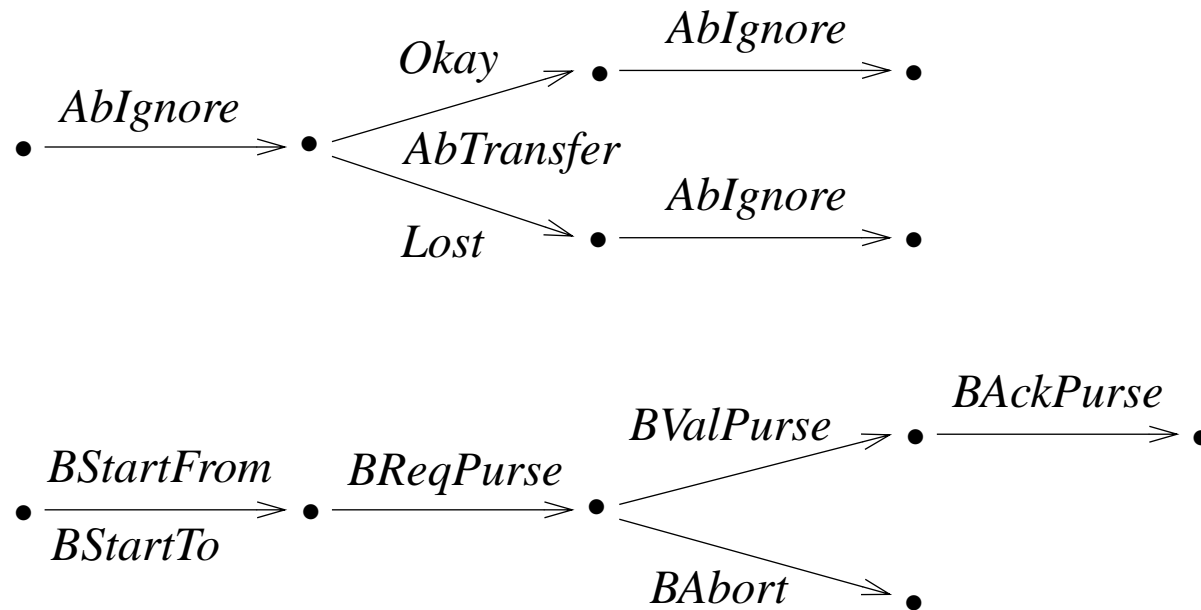 Okay
AbIgnore
AbIgnore
AbTransfer
AbIgnore
Lost
BAckPurse
BValPurse
BStartFrom
BReqPurse
BStartTo
BAbort